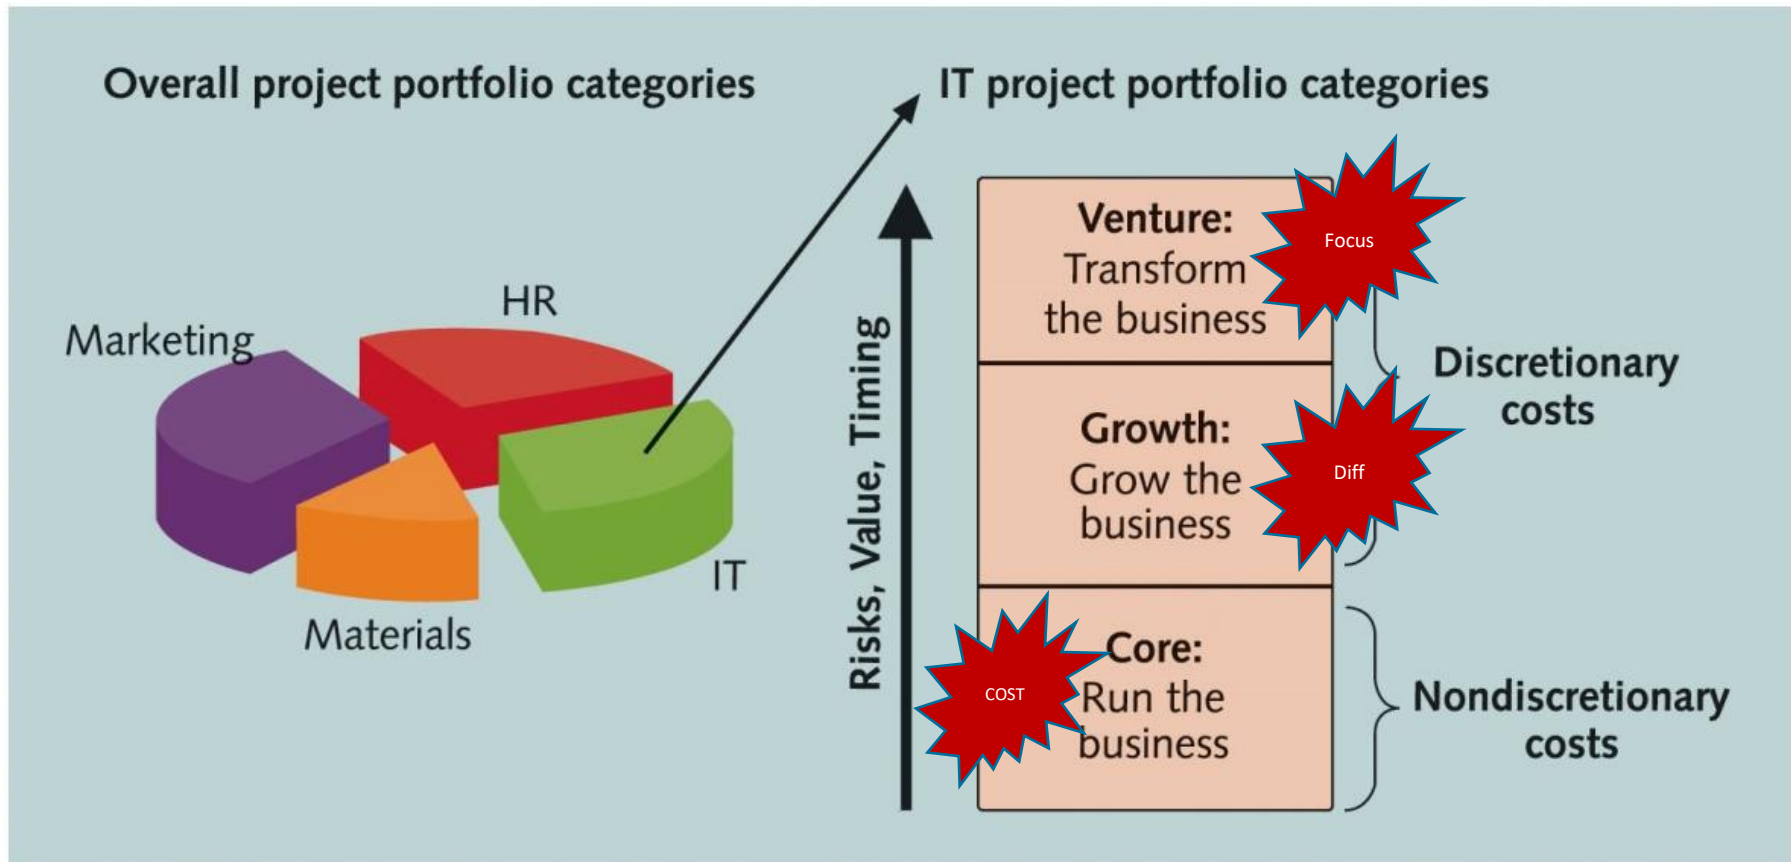 Overall project portfolio categories
IT project portfolio categories
HR
Marketing
IT
Materials
Risks, Value, Timing
Venture:
Transform
the business
Focus
Growth:
Grow the
business
Diff
Discretionary
costs
Core:
Run the
business
COST
Nondiscretionary
costs